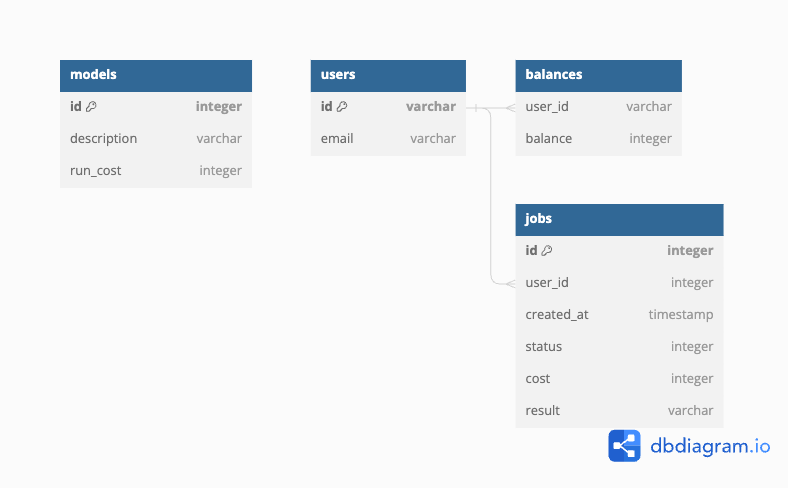 models
id integer
description varchar
run_cost integer
users
id varchar
email varchar
balances
user_id varchar
balance integer
jobs
id integer
user_id integer
created_at timestamp
status integer
cost integer
result varchar
dbdiagram.io